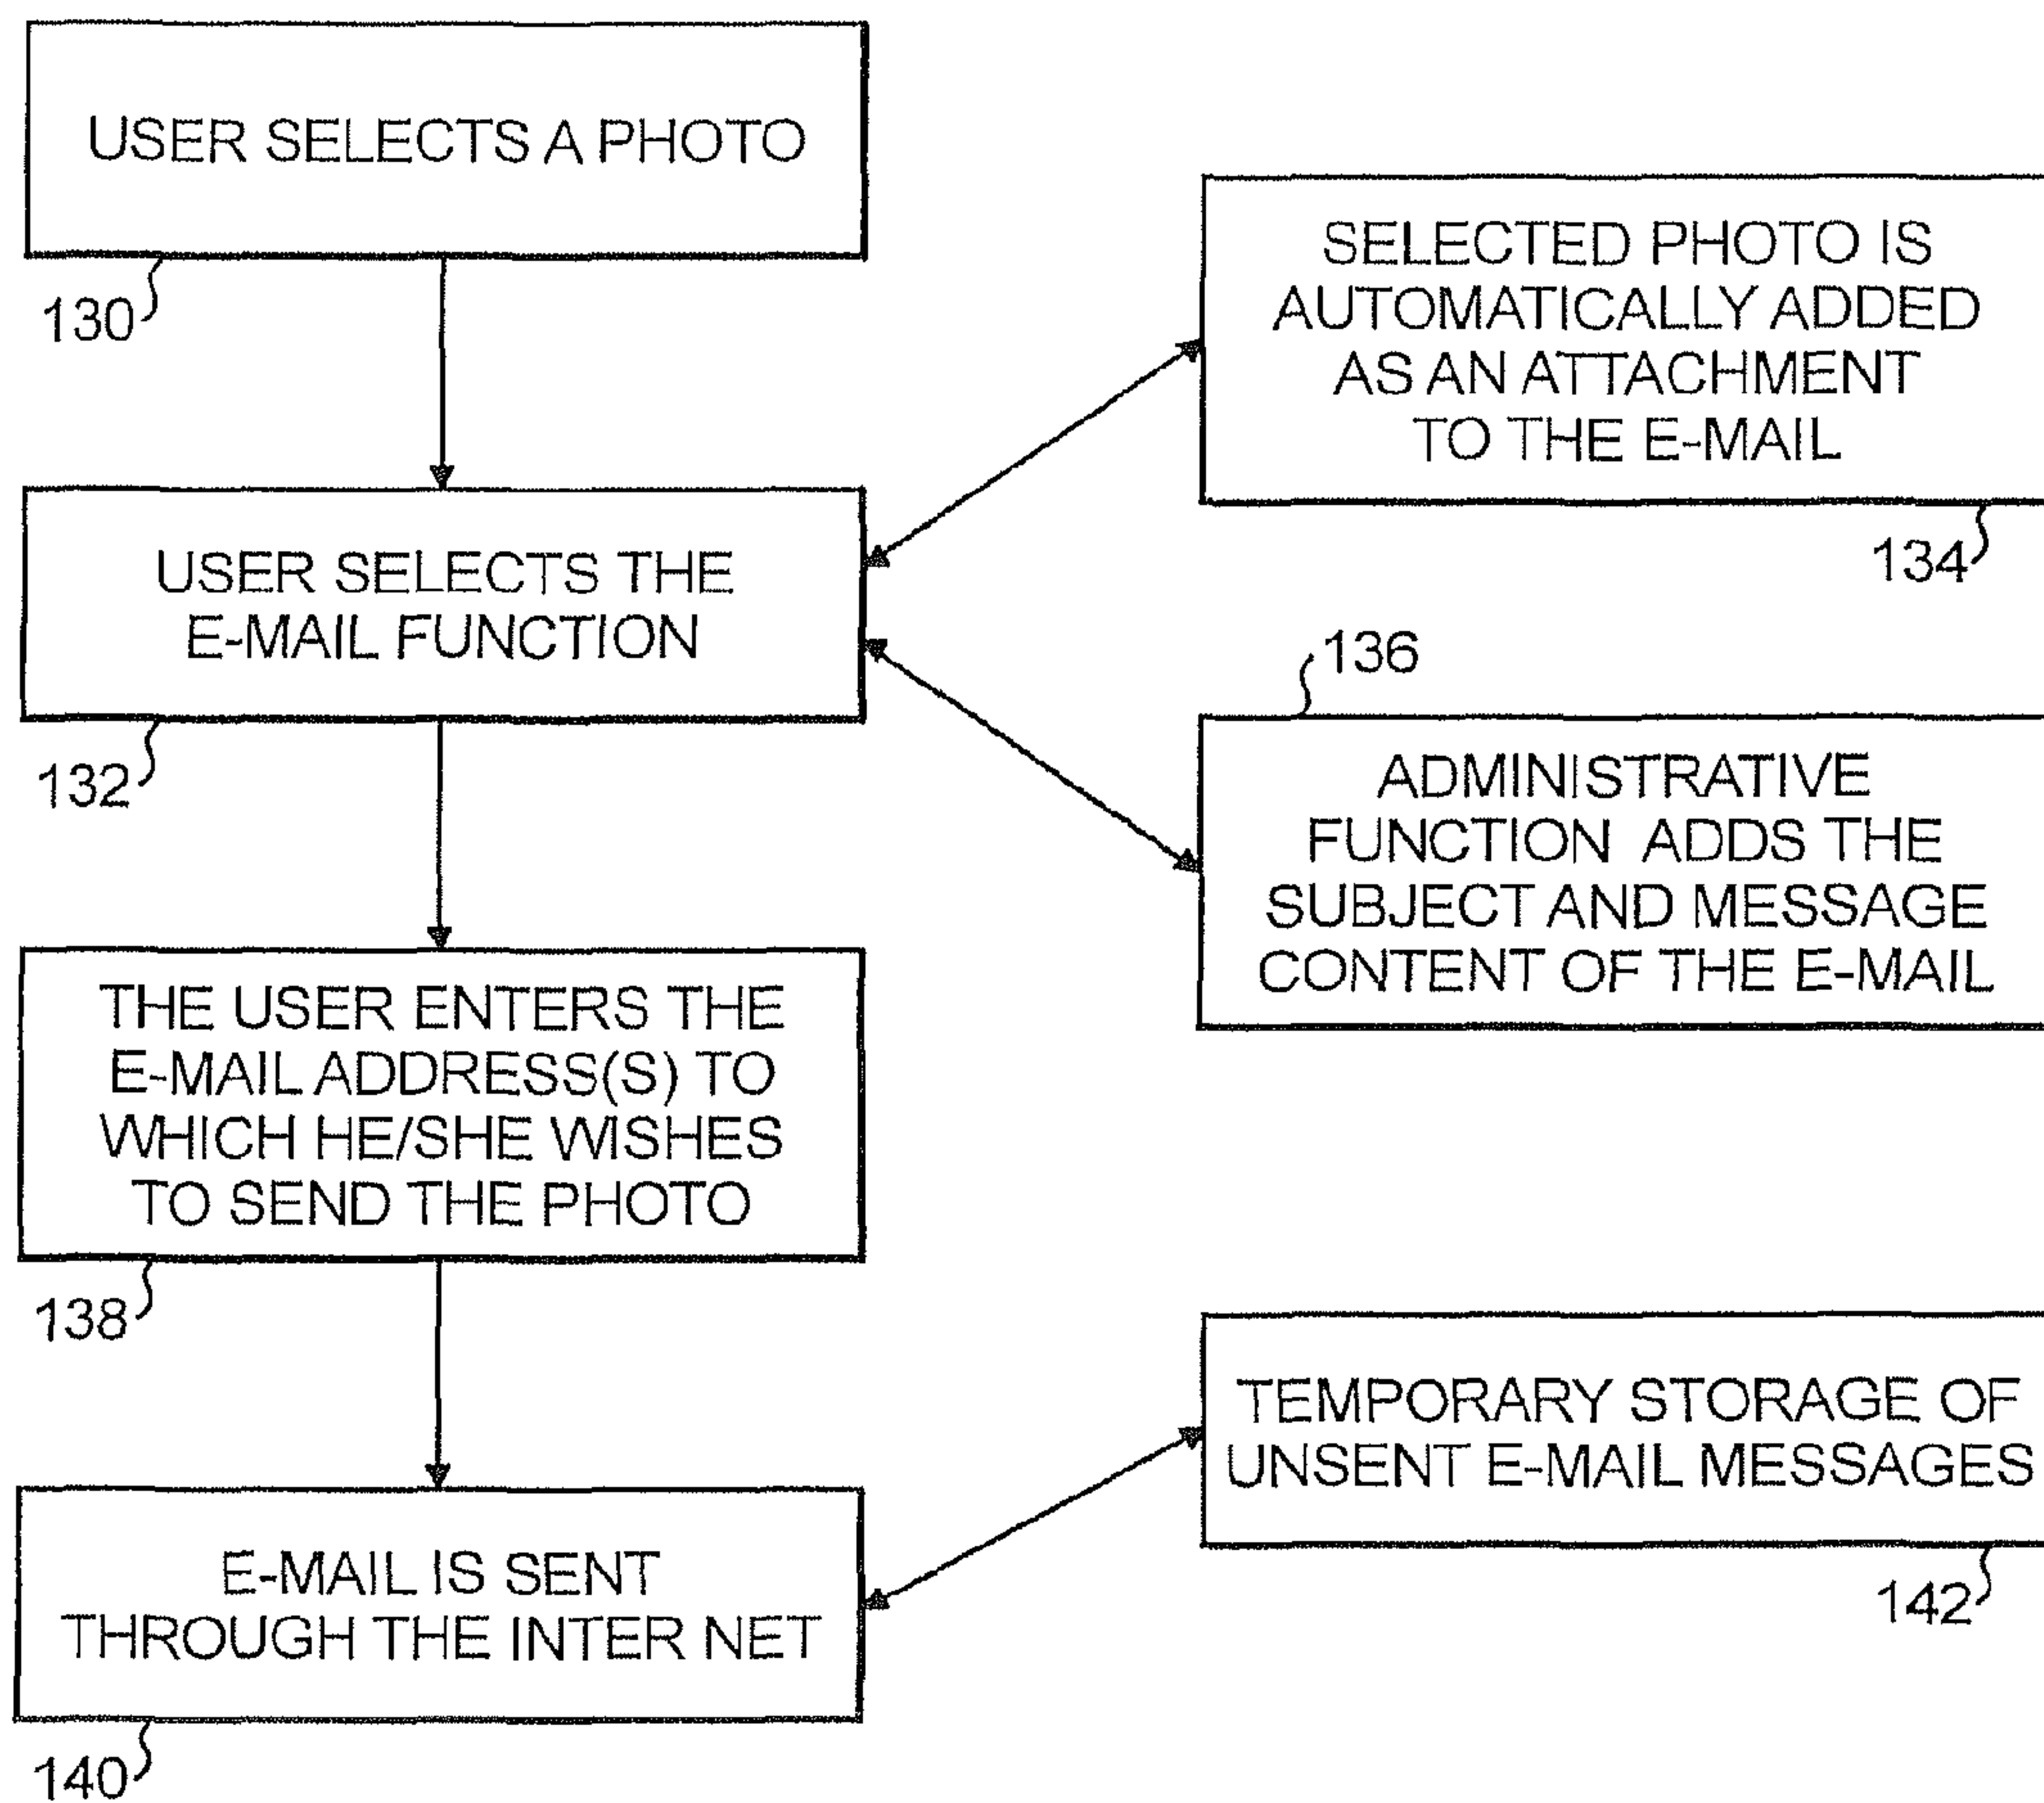 USER SELECTS A PHOTO
130
SELECTED PHOTO IS
AUTOMATICALLY ADDED
AS AN ATTACHMENT
TO THE E-MAIL
134
USER SELECTS THE
E-MAIL FUNCTION
132
136
ADMINISTRATIVE
FUNCTION ADDS THE
SUBJECT AND MESSAGE
CONTENT OF THE E-MAIL
THE USER ENTERS THE
E-MAIL ADDRESS(S) TO
WHICH HE/SHE WISHES
TO SEND THE PHOTO
138
TEMPORARY STORAGE OF
UNSENT E-MAIL MESSAGES
142
E-MAIL IS SENT
THROUGH THE INTER NET
140